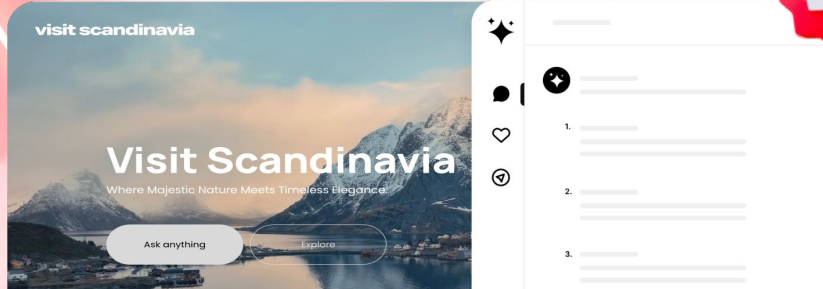 visit scandinavia
Visit Scandinavia
Where Majestic Nature Meets Timeless Elegance.
Ask anything
Explore
1.
2.
3.